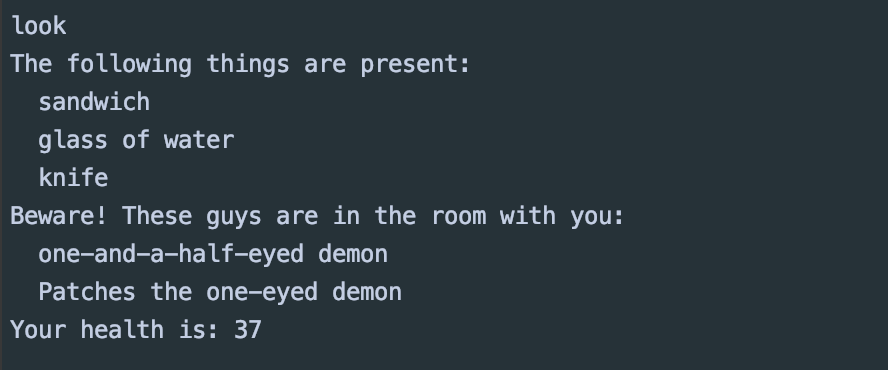 look
The following things are present:
  sandwich
  glass of water
  knife
Beware! These guys are in the room with you:
  one-and-a-half-eyed demon
  Patches the one-eyed demon
Your health is: 37